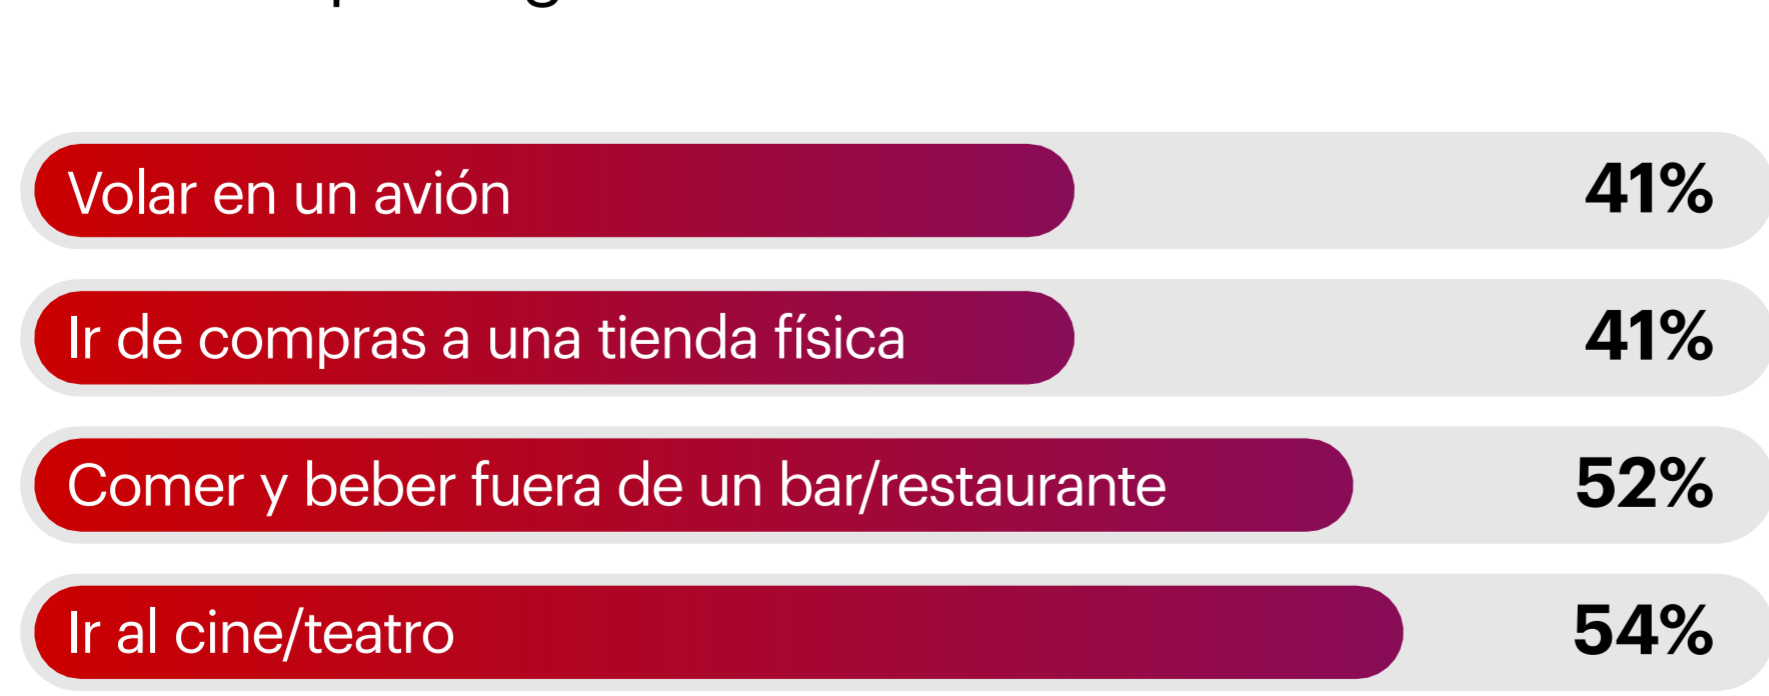 Volar en un avión 41%
Ir de compras a una tienda física 41%
Comer y beber fuera de un bar/restaurante 52%
Ir al cine/teatro 54%